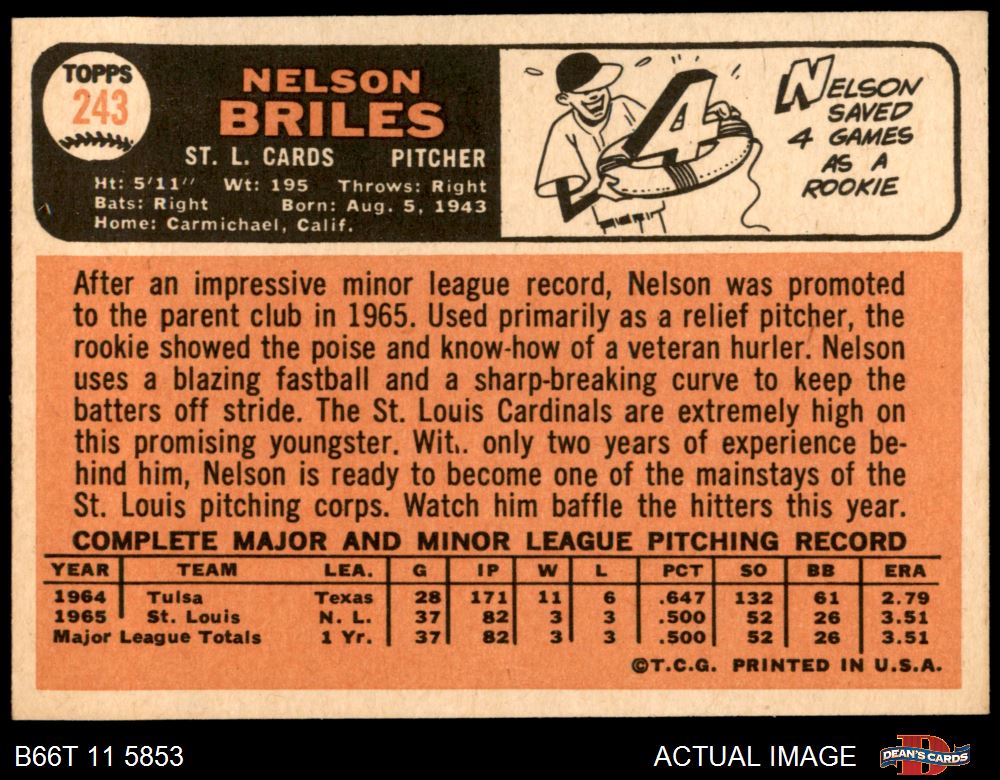 TOPPS
243
NELSON
BRILES
ST. L. CARDS PITCHER
Ht: 5'11" Wt: 195 Throws: Right
Bats: Right Born: Aug. 5, 1943
Home: Carmichael, Calif.
4
NELSON
SAVED
4 GAMES
AS A
ROOKIE
After an impressive minor league record, Nelson was promoted
to the parent club in 1965. Used primarily as a relief pitcher, the
rookie showed the poise and know-how of a veteran hurler. Nelson
uses a blazing fastball and a sharp-breaking curve to keep the
batters off stride. The St. Louis Cardinals are extremely high on
this promising youngster. Wit.. only two years of experience be-
hind him, Nelson is ready to become one of the mainstays of the
St. Louis pitching corps. Watch him baffle the hitters this year.
COMPLETE MAJOR AND MINOR LEAGUE PITCHING RECORD
YEAR TEAM LEA. G IP W L PCT SO BB ERA
1964 Tulsa Texas 28 171 11 6 .647 132 61 2.79
1965 St. Louis N. L. 37 82 3 3 .500 52 26 3.51
Major League Totals 1 Yr. 37 82 3 3 .500 52 26 3.51
©T.C.G. PRINTED IN U.S.A.
B66T 11 5853 ACTUAL IMAGE DEAN'S CARDS